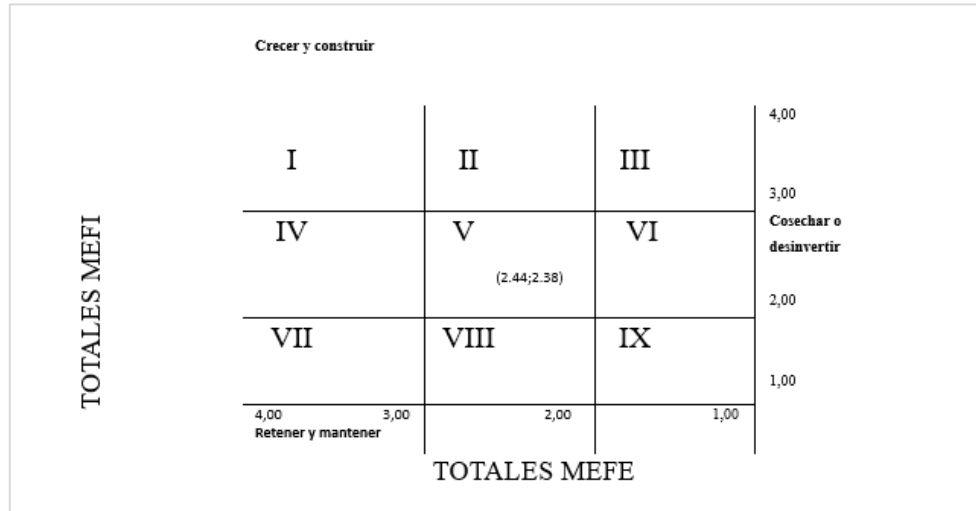 Crecer y construir
4,00
I II III
3,00
TOTALES MEFI
IV V VI
Cosechar o
desinvertir
(2.44;2.38)
2,00
VII VIII IX
1,00
4,00 3,00 2,00 1,00
Retener y mantener
TOTALES MEFE